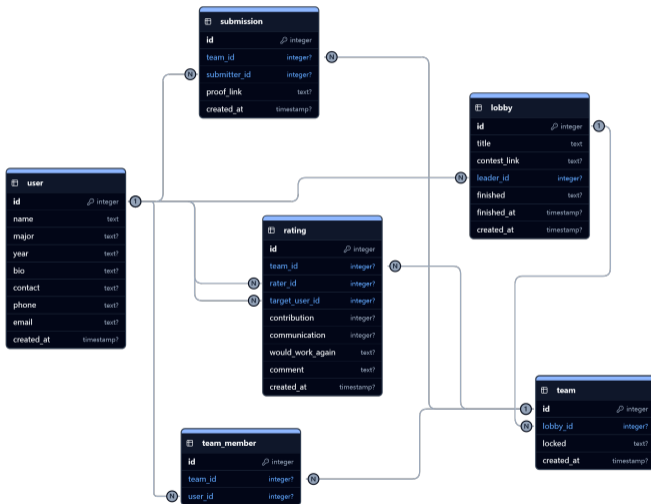 submission
id integer
team_id integer?
submitter_id integer?
proof_link text?
created_at timestamp?
N
N
lobby
id integer
title text
contest_link text?
leader_id integer?
finished text?
finished_at timestamp?
created_at timestamp?
1
N
user
id integer
name text
major text?
year text?
bio text?
contact text?
phone text?
email text?
created_at timestamp?
1
rating
id integer
team_id integer?
rater_id integer?
target_user_id integer?
contribution integer?
communication integer?
would_work_again text?
comment text?
created_at timestamp?
N
N
N
team
id integer
lobby_id integer?
locked text?
created_at timestamp?
1
N
team_member
id integer
team_id integer?
user_id integer?
N
N